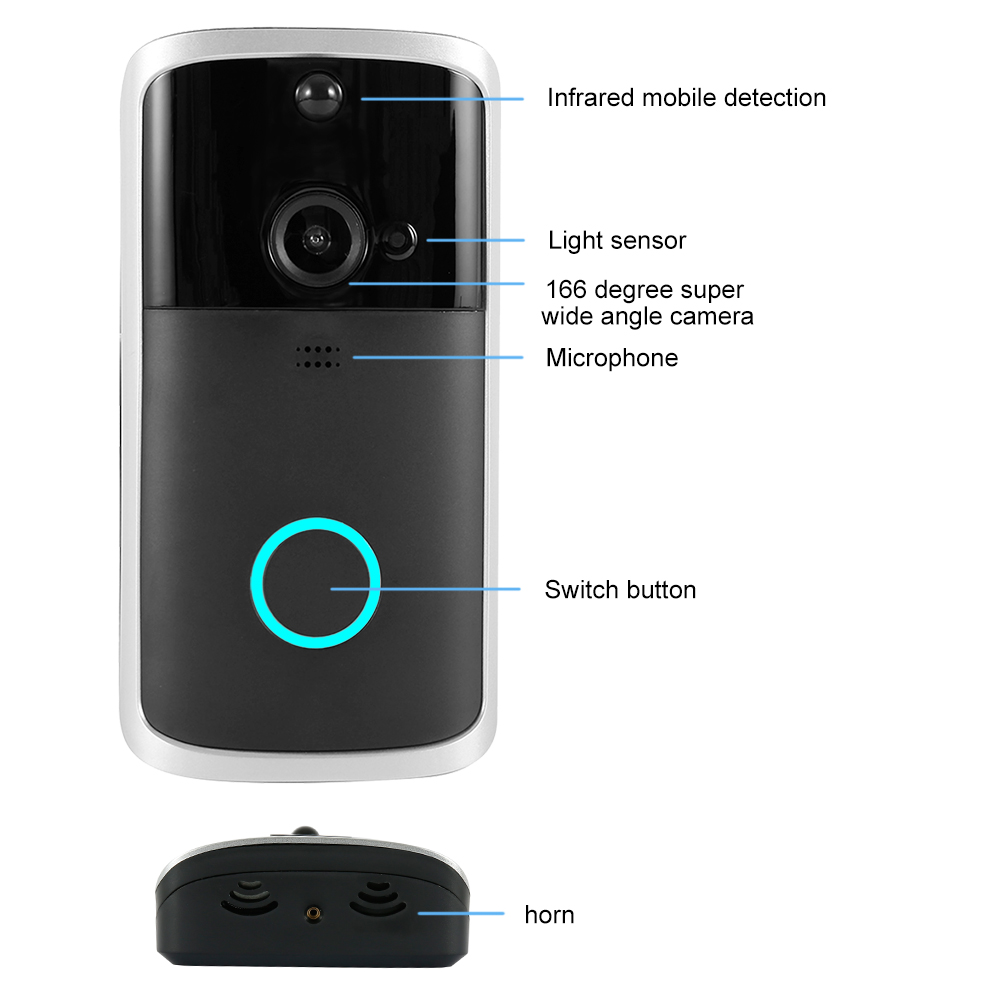 Infrared mobile detection
Light sensor
166 degree super
wide angle camera
Microphone
Switch button
horn